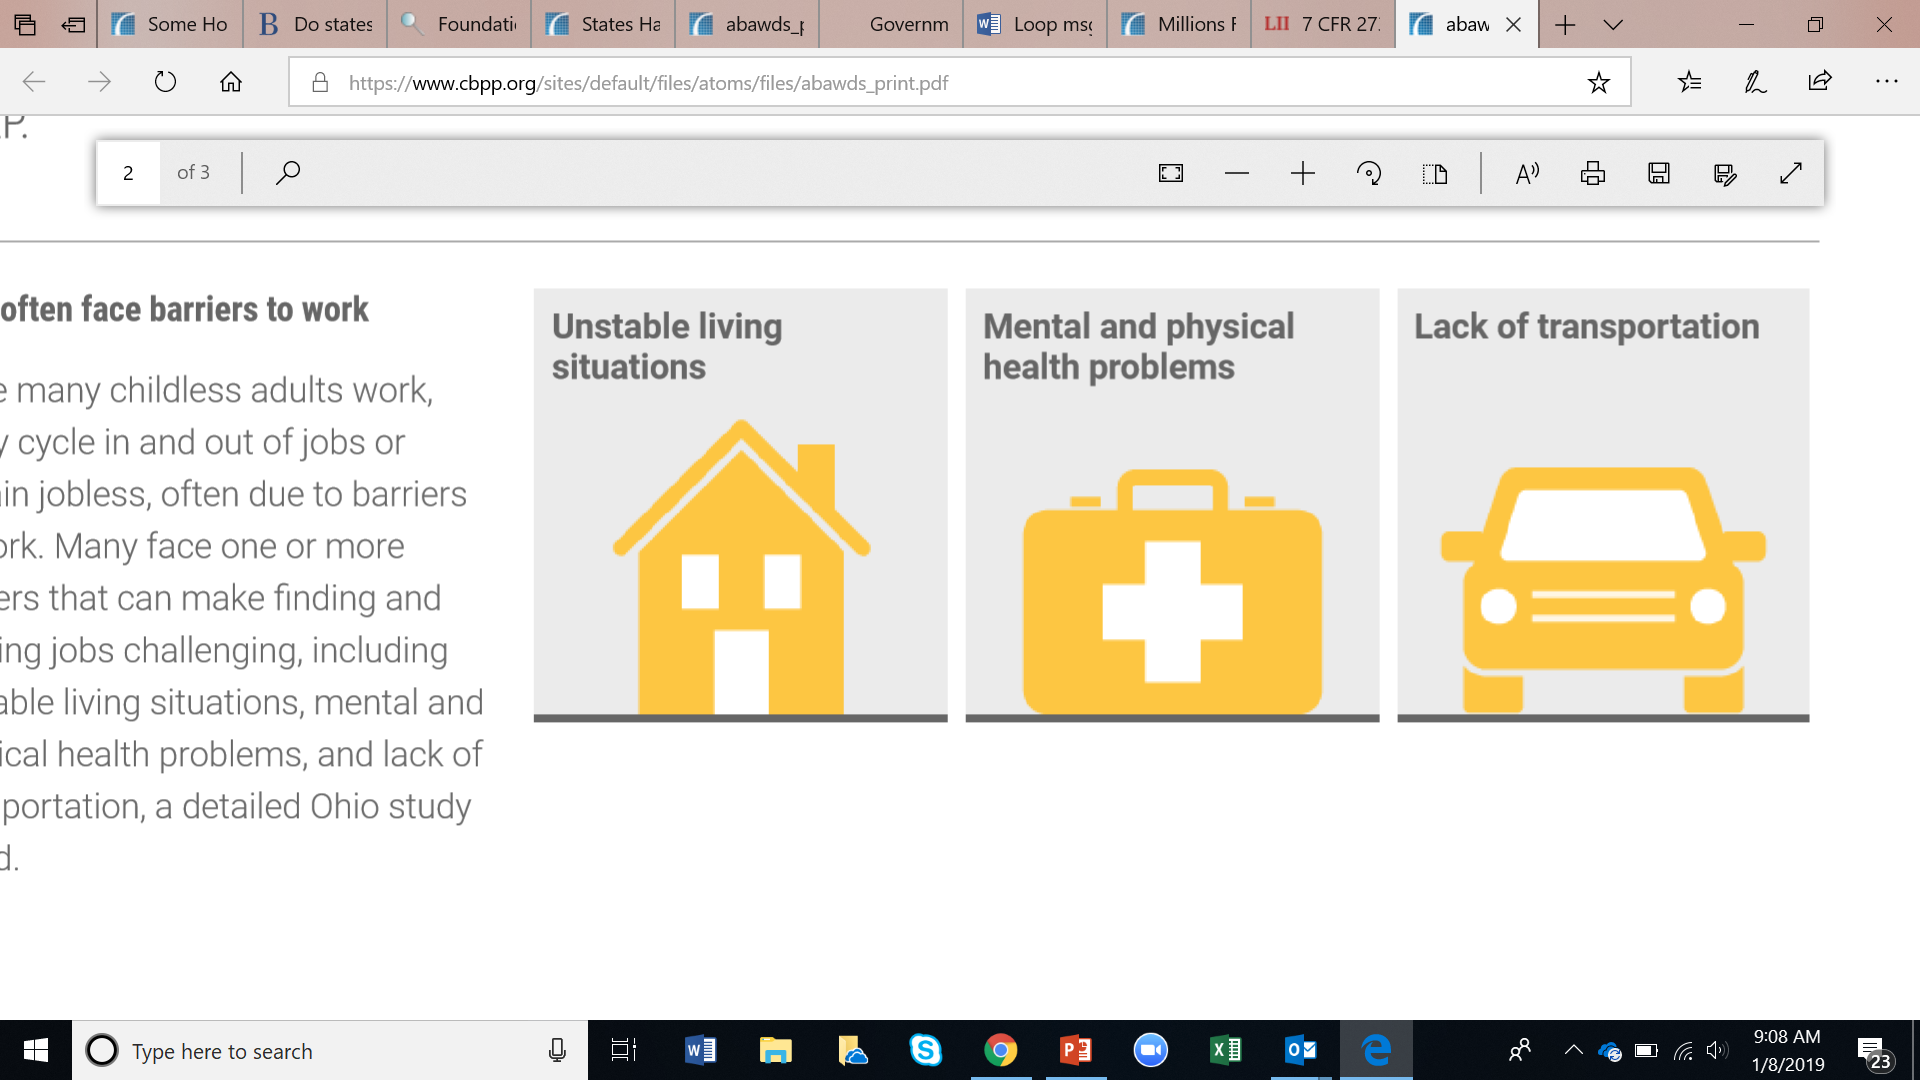 Some Ho
Do states
Foundati
States Ha
abawds_p
Governm
Loop msg
Millions F
LII 7 CFR 27
abaw
https://www.cbpp.org/sites/default/files/atoms/files/abawds_print.pdf
P.
2 of 3
often face barriers to work
e many childless adults work,
y cycle in and out of jobs or
in jobless, often due to barriers
ork. Many face one or more
ers that can make finding and
ing jobs challenging, including
able living situations, mental and
ical health problems, and lack of
portation, a detailed Ohio study
d.
Unstable living
situations
Mental and physical
health problems
Lack of transportation
Type here to search
9:08 AM
1/8/2019
23